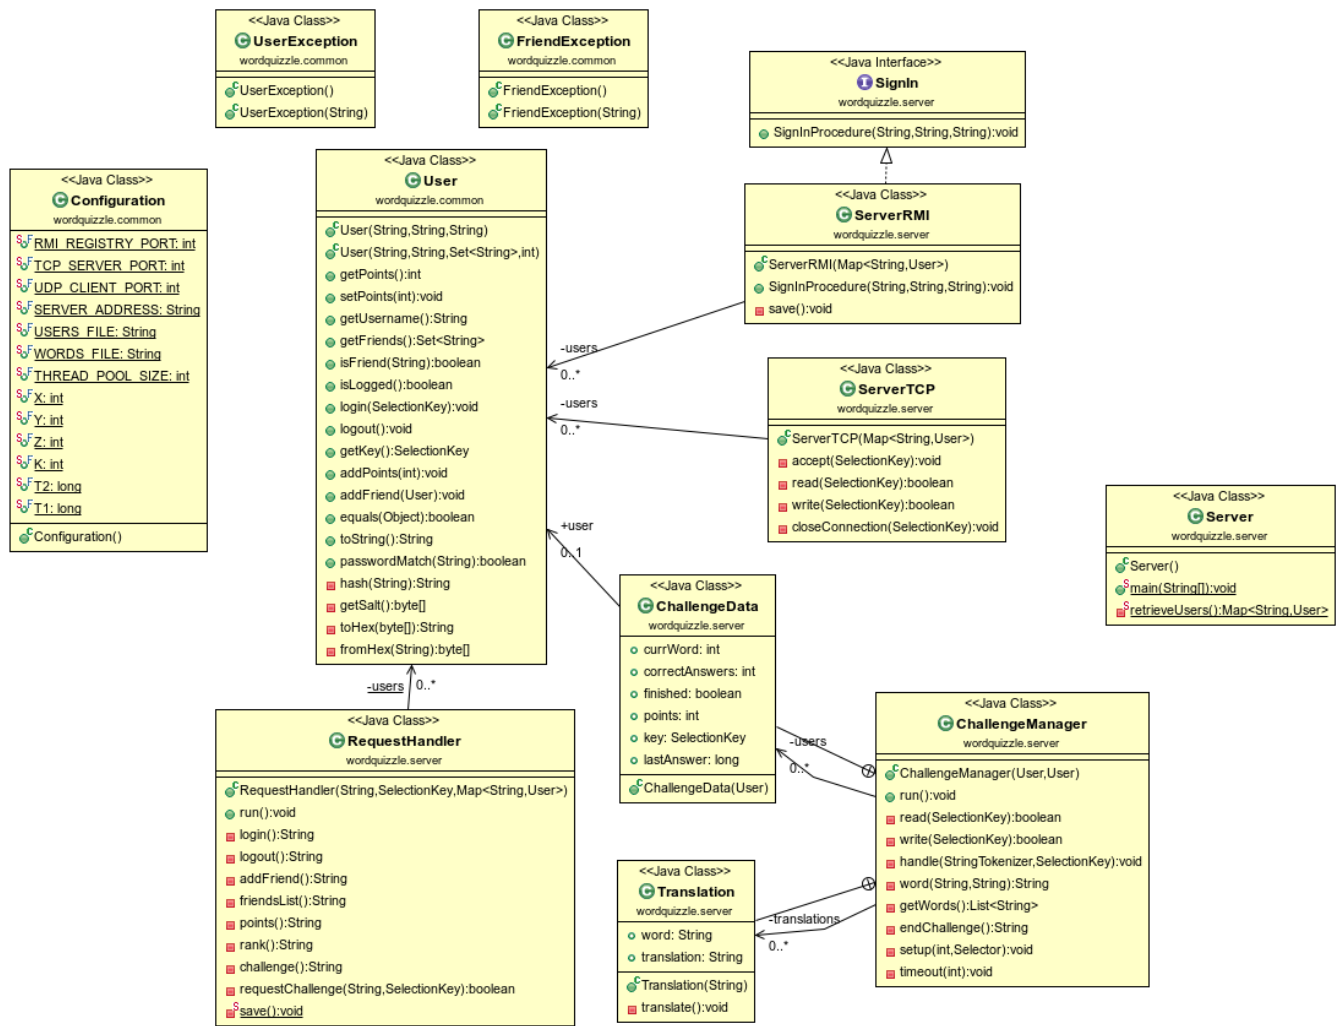 <<Java Class>>
UserException
wordquizzle.common
UserException()
UserException(String)
<<Java Class>>
FriendException
wordquizzle.common
FriendException()
FriendException(String)
<<Java Interface>>
SignIn
wordquizzle.server
SignInProcedure(String,String,String):void
<<Java Class>>
Configuration
wordquizzle.common
RMI_REGISTRY_PORT: int
TCP_SERVER_PORT: int
UDP_CLIENT_PORT: int
SERVER_ADDRESS: String
USERS_FILE: String
WORDS_FILE: String
THREAD_POOL_SIZE: int
X: int
Y: int
Z: int
K: int
T2: long
T1: long
Configuration()
<<Java Class>>
User
wordquizzle.common
User(String,String,String)
User(String,String,Set<String>,int)
getPoints():int
setPoints(int):void
getUsername():String
getFriends():Set<String>
isFriend(String):boolean
isLogged():boolean
login(SelectionKey):void
logout():void
getKey():SelectionKey
addPoints(int):void
addFriend(User):void
equals(Object):boolean
toString():String
passwordMatch(String):boolean
hash(String):String
getSalt():byte[]
toHex(byte[]):String
fromHex(String):byte[]
<<Java Class>>
ServerRMI
wordquizzle.server
ServerRMI(Map<String,User>)
SignInProcedure(String,String,String):void
save():void
-users
0..*
<<Java Class>>
ServerTCP
wordquizzle.server
ServerTCP(Map<String,User>)
accept(SelectionKey):void
read(SelectionKey):boolean
write(SelectionKey):boolean
closeConnection(SelectionKey):void
-users
0..*
<<Java Class>>
Server
wordquizzle.server
Server()
main(String[]):void
retrieveUsers():Map<String,User>
+user
0..1
<<Java Class>>
ChallengeData
wordquizzle.server
currWord: int
correctAnswers: int
finished: boolean
points: int
key: SelectionKey
lastAnswer: long
ChallengeData(User)
-users
0..*
<<Java Class>>
RequestHandler
wordquizzle.server
RequestHandler(String,SelectionKey,Map<String,User>)
run():void
login():String
logout():String
addFriend():String
friendsList():String
points():String
rank():String
challenge():String
requestChallenge(String,SelectionKey):boolean
save():void
-users
0..*
<<Java Class>>
ChallengeManager
wordquizzle.server
ChallengeManager(User,User)
run():void
read(SelectionKey):boolean
write(SelectionKey):boolean
handle(StringTokenizer,SelectionKey):void
word(String,String):String
getWords():List<String>
endChallenge():String
setup(int,Selector):void
timeout(int):void
<<Java Class>>
Translation
wordquizzle.server
word: String
translation: String
Translation(String)
translate():void
-translations
0..*